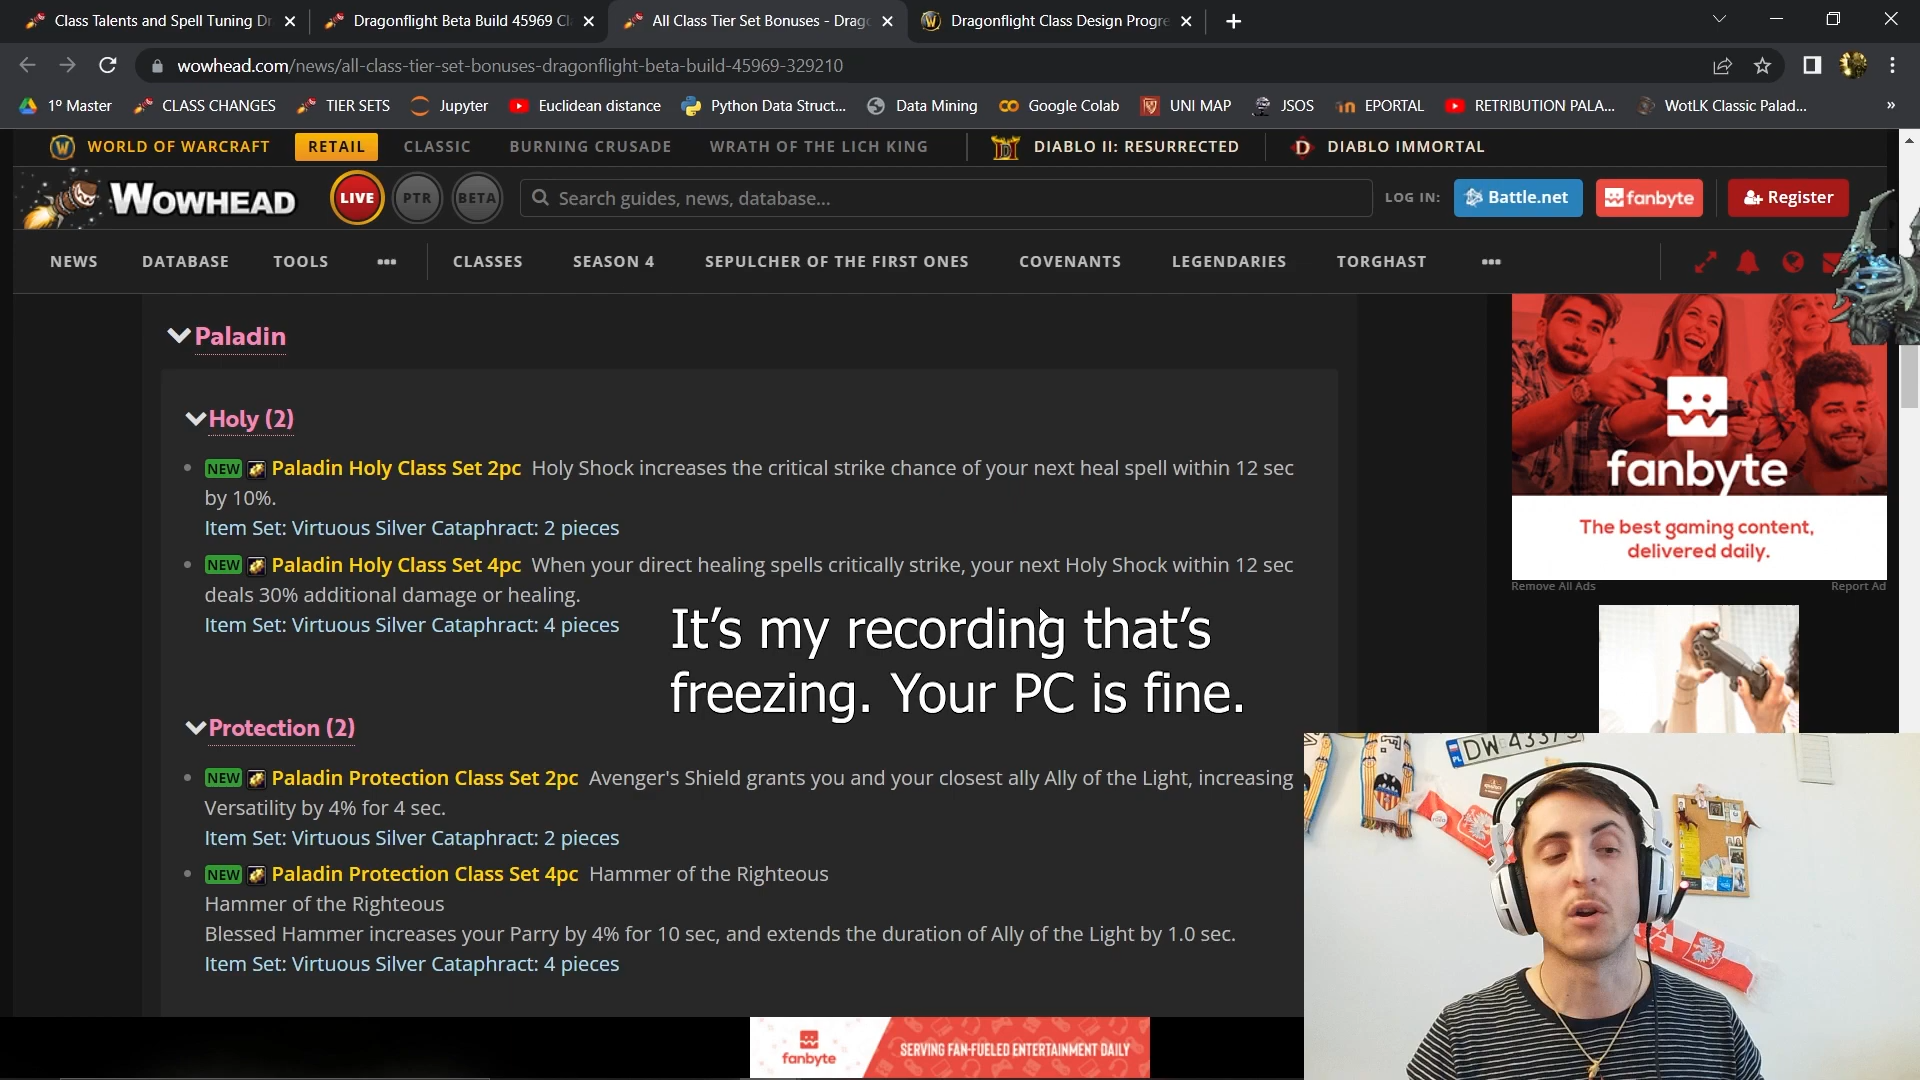 Class Talents and Spell Tuning Dr
Dragonflight Beta Build 45969 Cl
All Class Tier Set Bonuses - Drag
Dragonflight Class Design Progre
wowhead.com/news/all-class-tier-set-bonuses-dragonflight-beta-build-45969-329210
1º Master
CLASS CHANGES
TIER SETS
Jupyter
Euclidean distance
Python Data Struct...
Data Mining
Google Colab
UNI MAP
JSOS
EPORTAL
RETRIBUTION PALA...
WotLK Classic Palad...
WORLD OF WARCRAFT
RETAIL
CLASSIC
BURNING CRUSADE
WRATH OF THE LICH KING
DIABLO II: RESURRECTED
DIABLO IMMORTAL
WOWHEAD
LIVE
PTR
BETA
Search guides, news, database...
LOG IN:
Battle.net
fanbyte
Register
NEWS
DATABASE
TOOLS
CLASSES
SEASON 4
SEPULCHER OF THE FIRST ONES
COVENANTS
LEGENDARIES
TORGHAST
Paladin
Holy (2)
NEW Paladin Holy Class Set 2pc Holy Shock increases the critical strike chance of your next heal spell within 12 sec
by 10%.
Item Set: Virtuous Silver Cataphract: 2 pieces
NEW Paladin Holy Class Set 4pc When your direct healing spells critically strike, your next Holy Shock within 12 sec
deals 30% additional damage or healing.
Item Set: Virtuous Silver Cataphract: 4 pieces
It's my recording that's
freezing. Your PC is fine.
Protection (2)
NEW Paladin Protection Class Set 2pc Avenger's Shield grants you and your closest ally Ally of the Light, increasing
Versatility by 4% for 4 sec.
Item Set: Virtuous Silver Cataphract: 2 pieces
NEW Paladin Protection Class Set 4pc Hammer of the Righteous
Hammer of the Righteous
Blessed Hammer increases your Parry by 4% for 10 sec, and extends the duration of Ally of the Light by 1.0 sec.
Item Set: Virtuous Silver Cataphract: 4 pieces
fanbyte
The best gaming content,
delivered daily.
Remove All Ads
Report Ad
fanbyte
SERVING FAN-FUELED ENTERTAINMENT DAILY